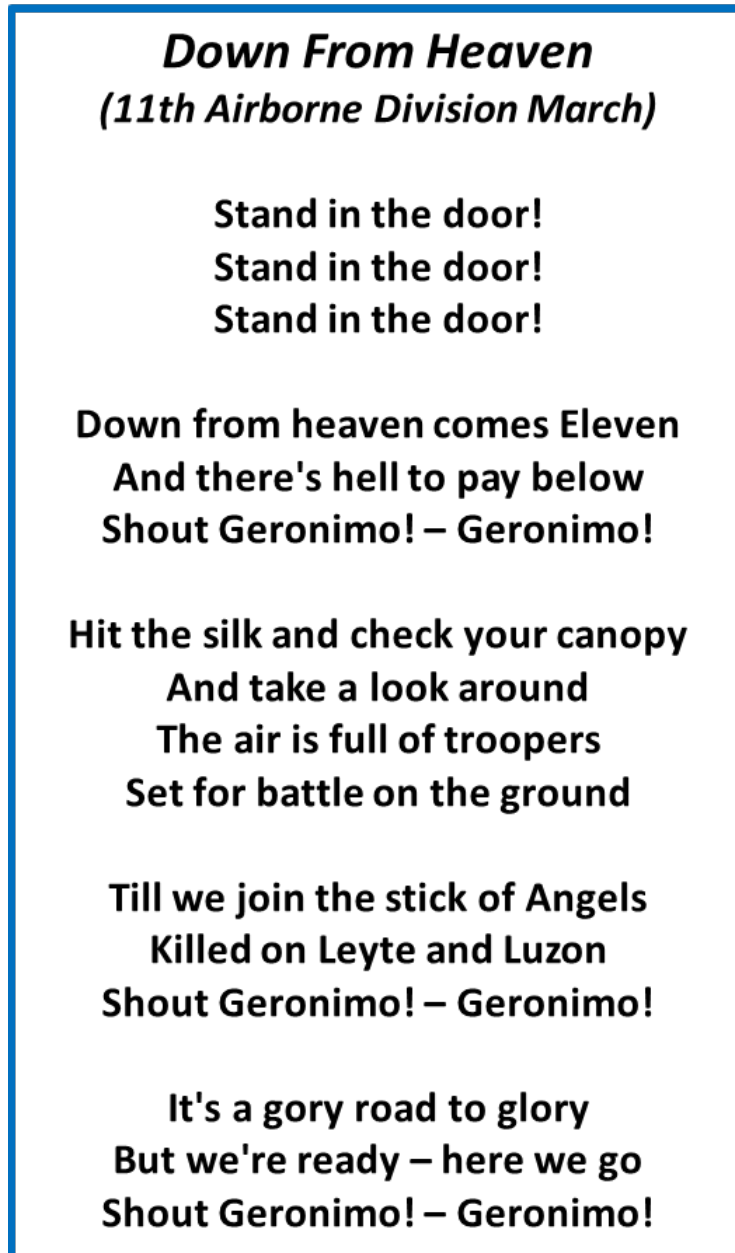 Down From Heaven
(11th Airborne Division March)
Stand in the door!
Stand in the door!
Stand in the door!
Down from heaven comes Eleven
And there's hell to pay below
Shout Geronimo! – Geronimo!
Hit the silk and check your canopy
And take a look around
The air is full of troopers
Set for battle on the ground
Till we join the stick of Angels
Killed on Leyte and Luzon
Shout Geronimo! – Geronimo!
It's a gory road to glory
But we're ready – here we go
Shout Geronimo! – Geronimo!